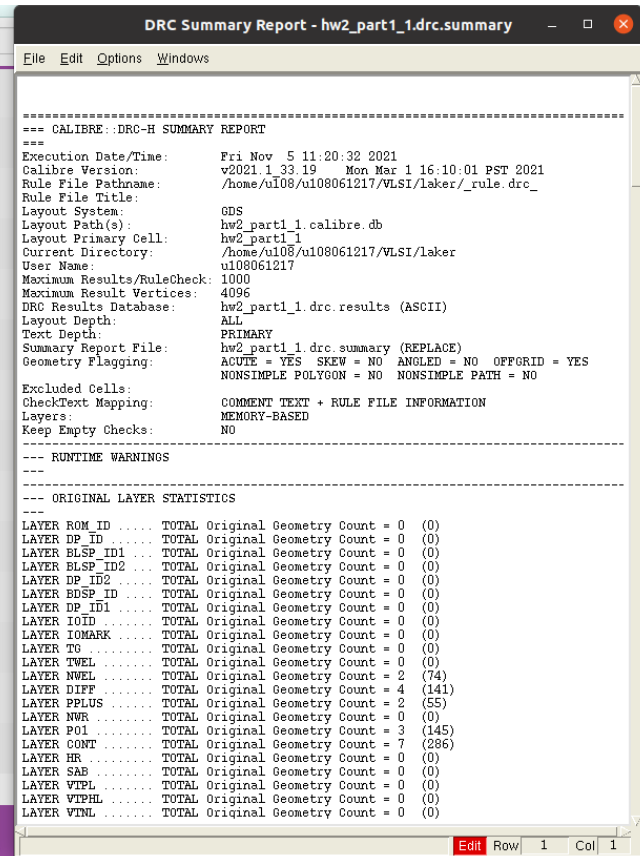 DRC Summary Report - hw2_part1_1.drc.summary
File Edit Options Windows
==================================================================================
=== CALIBRE::DRC-H SUMMARY REPORT
===
Execution Date/Time: Fri Nov  5 11:20:32 2021
Calibre Version: v2021.1_33.19    Mon Mar 1 16:10:01 PST 2021
Rule File Pathname: /home/u108/u108061217/VLSI/laker/_rule.drc_
Rule File Title:
Layout System: GDS
Layout Path(s): hw2_part1_1.calibre.db
Layout Primary Cell: hw2_part1_1
Current Directory: /home/u108/u108061217/VLSI/laker
User Name: u108061217
Maximum Results/RuleCheck: 1000
Maximum Result Vertices: 4096
DRC Results Database: hw2_part1_1.drc.results (ASCII)
Layout Depth: ALL
Text Depth: PRIMARY
Summary Report File: hw2_part1_1.drc.summary (REPLACE)
Geometry Flagging: ACUTE = YES  SKEW = NO  ANGLED = NO  OFFGRID = YES
NONSIMPLE POLYGON = NO  NONSIMPLE PATH = NO
Excluded Cells:
CheckText Mapping: COMMENT TEXT + RULE FILE INFORMATION
Layers: MEMORY-BASED
Keep Empty Checks: NO
----------------------------------------------------------------------------------
--- RUNTIME WARNINGS
---
----------------------------------------------------------------------------------
--- ORIGINAL LAYER STATISTICS
---
LAYER ROM_ID ..... TOTAL Original Geometry Count = 0  (0)
LAYER DP_ID ...... TOTAL Original Geometry Count = 0  (0)
LAYER BLSP_ID1 ... TOTAL Original Geometry Count = 0  (0)
LAYER BLSP_ID2 ... TOTAL Original Geometry Count = 0  (0)
LAYER DP_ID2 ..... TOTAL Original Geometry Count = 0  (0)
LAYER BDSP_ID .... TOTAL Original Geometry Count = 0  (0)
LAYER DP_ID1 ..... TOTAL Original Geometry Count = 0  (0)
LAYER IOID ....... TOTAL Original Geometry Count = 0  (0)
LAYER IOMARK ..... TOTAL Original Geometry Count = 0  (0)
LAYER TG ......... TOTAL Original Geometry Count = 0  (0)
LAYER TWEL ....... TOTAL Original Geometry Count = 0  (0)
LAYER NWEL ....... TOTAL Original Geometry Count = 2  (74)
LAYER DIFF ....... TOTAL Original Geometry Count = 4  (141)
LAYER PPLUS ...... TOTAL Original Geometry Count = 2  (55)
LAYER NWR ........ TOTAL Original Geometry Count = 0  (0)
LAYER PO1 ........ TOTAL Original Geometry Count = 3  (145)
LAYER CONT ....... TOTAL Original Geometry Count = 7  (286)
LAYER HR ......... TOTAL Original Geometry Count = 0  (0)
LAYER SAB ........ TOTAL Original Geometry Count = 0  (0)
LAYER VTPL ....... TOTAL Original Geometry Count = 0  (0)
LAYER VTPHL ...... TOTAL Original Geometry Count = 0  (0)
LAYER VTNL ....... TOTAL Original Geometry Count = 0  (0)
Edit Row 1 Col 1